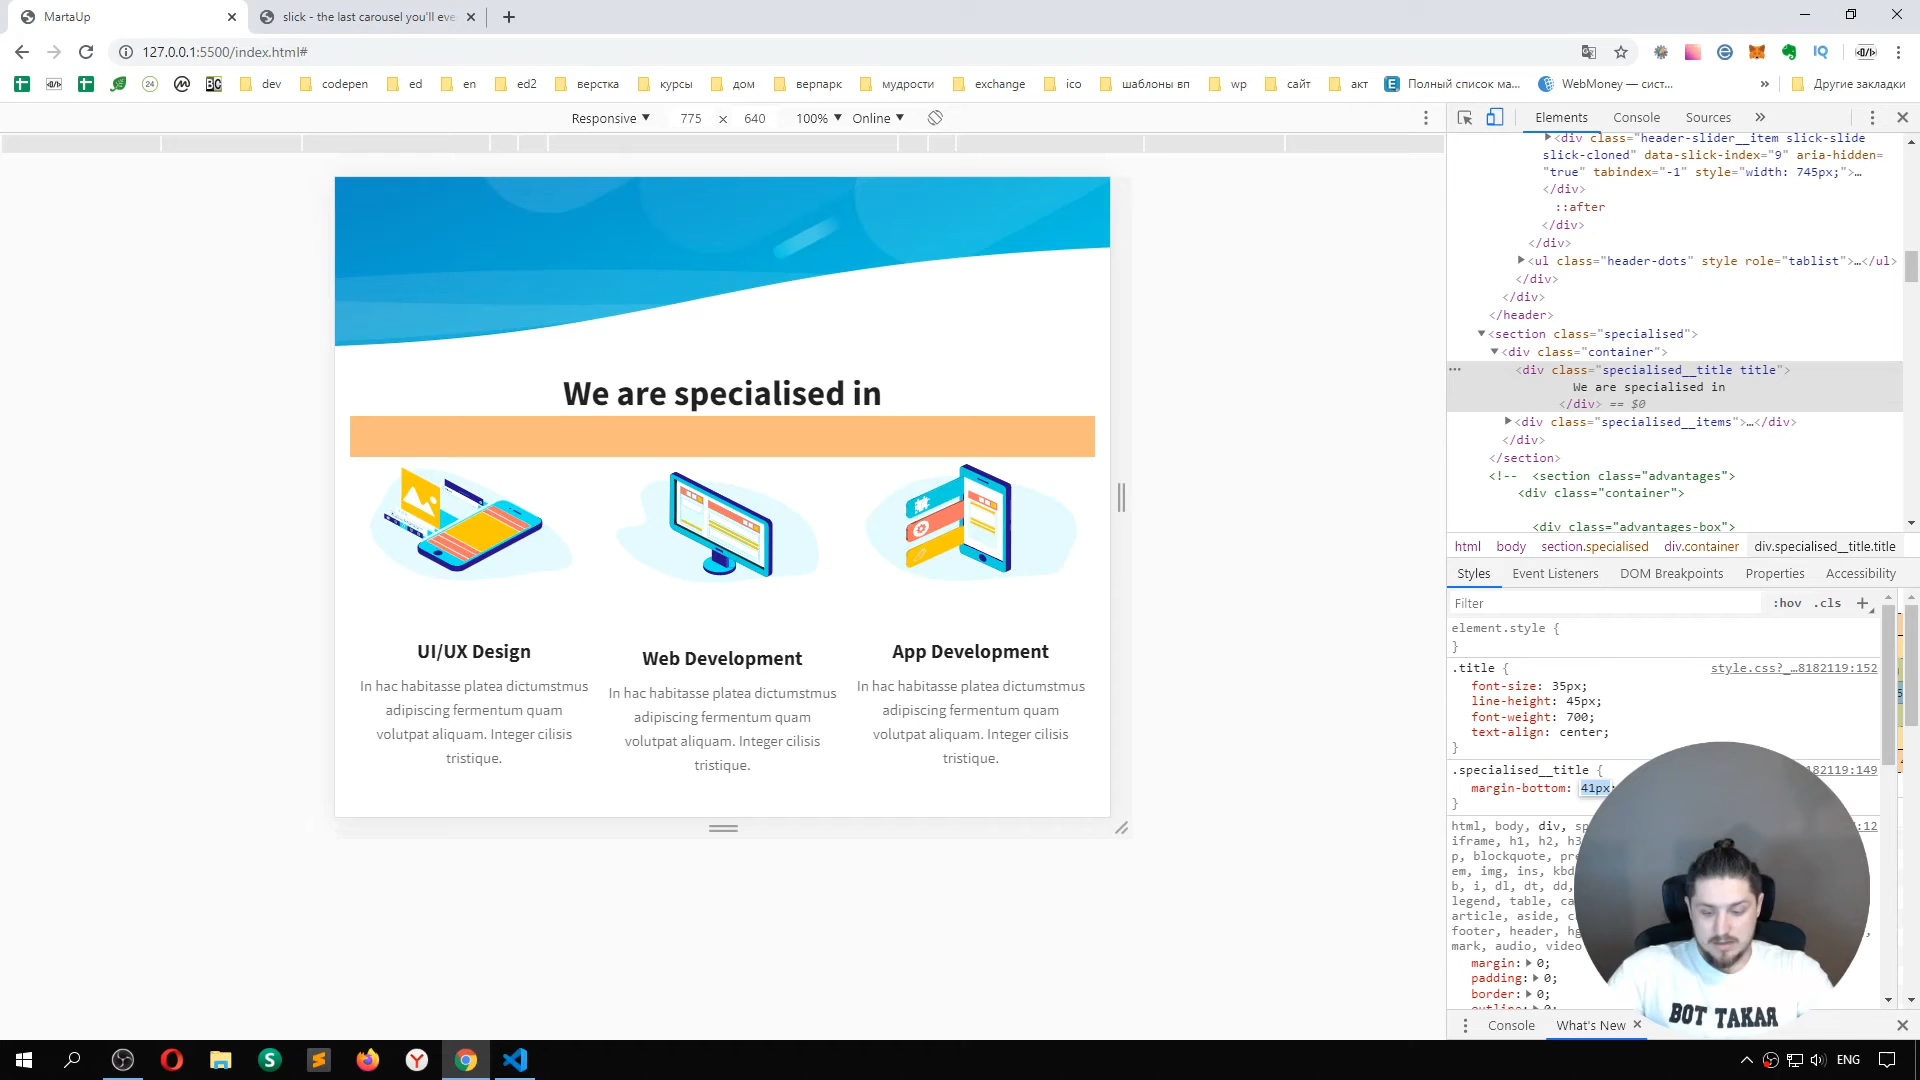 MartaUp
slick - the last carousel you'll eve
127.0.0.1:5500/index.html#
24
BC
dev
codepen
ed
en
ed2
верстка
курсы
дом
верпарк
мудрости
exchange
ico
шаблоны вп
wp
сайт
акт
E
Полный список ма...
WebMoney — сист...
»
Другие закладки
IQ
Responsive
775 x 640
100%
Online
Elements
Console
Sources
»
<div class="header-slider__item slick-slide
slick-cloned" data-slick-index="9" aria-hidden=
"true" tabindex="-1" style="width: 745px;">…
</div>
::after
</div>
</div>
<ul class="header-dots" style role="tablist">…</ul>
</div>
</div>
</header>
<section class="specialised">
<div class="container">
<div class="specialised__title title">
We are specialised in
</div> == $0
<div class="specialised__items">…</div>
</div>
</section>
<!-- <section class="advantages">
<div class="container">
<div class="advantages-box">
html body section.specialised div.container div.specialised__title.title
Styles Event Listeners DOM Breakpoints Properties Accessibility
Filter
:hov .cls +
element.style {
}
.title {
style.css?_…8182119:152
font-size: 35px;
line-height: 45px;
font-weight: 700;
text-align: center;
}
.specialised__title {
8182119:149
margin-bottom: 41px;
}
html, body, div, sp
:12
iframe, h1, h2, h3
p, blockquote, pre
em, img, ins, kbd
b, i, dl, dt, dd,
legend, table, ca
article, aside, c
footer, header, hg
mark, audio, video
margin: 0;
padding: 0;
border: 0;
We are specialised in
UI/UX Design
In hac habitasse platea dictumstmus
adipiscing fermentum quam
volutpat aliquam. Integer cilisis
tristique.
Web Development
In hac habitasse platea dictumstmus
adipiscing fermentum quam
volutpat aliquam. Integer cilisis
tristique.
App Development
In hac habitasse platea dictumstmus
adipiscing fermentum quam
volutpat aliquam. Integer cilisis
tristique.
ВОТ ТАКАЯ
Console
What's New
ENG